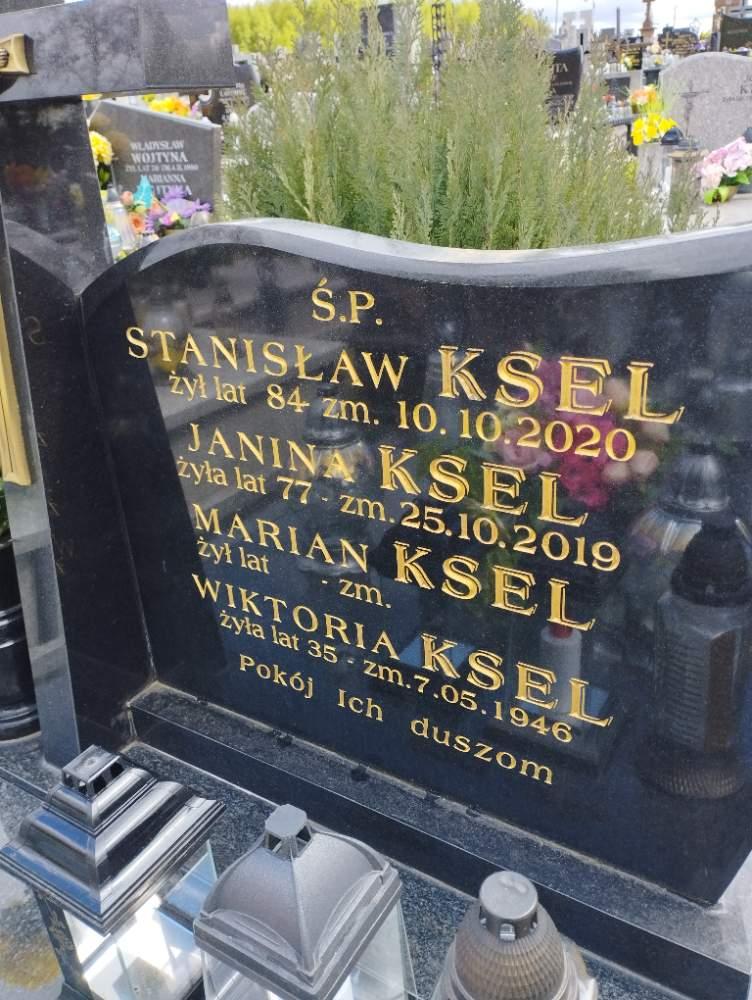 WŁADYSŁAW
WOJTYNA
MARIANNA
Ś.P.
STANISŁAW KSEL
żył lat 84 zm. 10.10.2020
JANINA KSEL
żyła lat 77 - zm. 25.10.2019
MARIAN KSEL
żył lat - zm.
WIKTORIA KSEL
żyła lat 35 - zm. 7.05.1946
Pokój Ich duszom